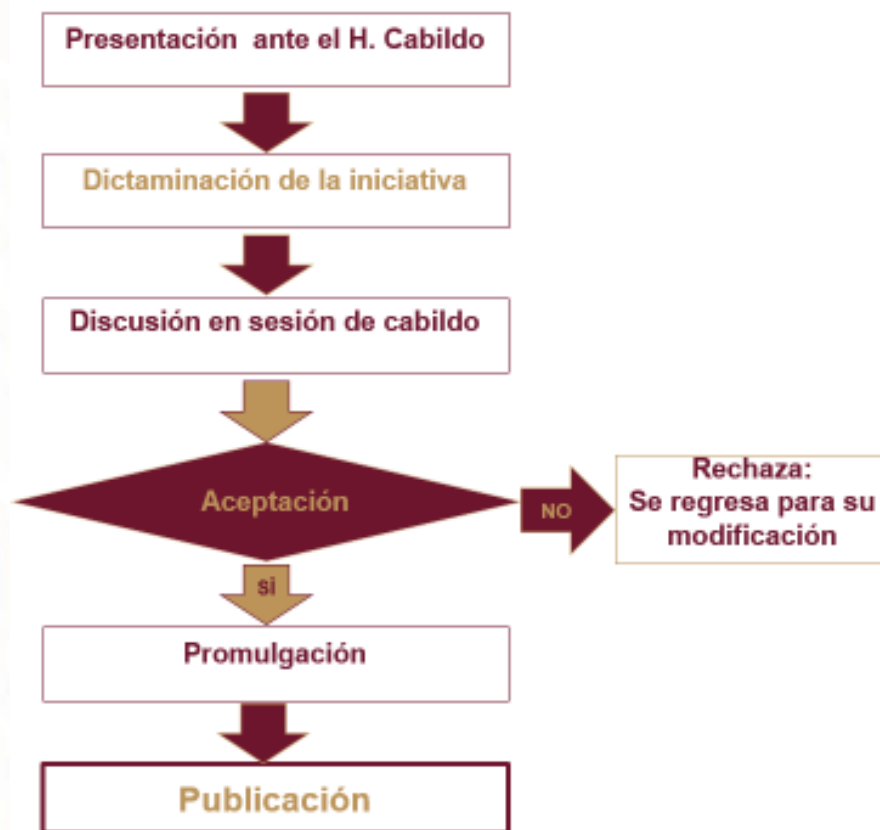 Presentación ante el H. Cabildo
Dictaminación de la iniciativa
Discusión en sesión de cabildo
Aceptación
NO
Rechaza:
Se regresa para su
modificación
si
Promulgación
Publicación